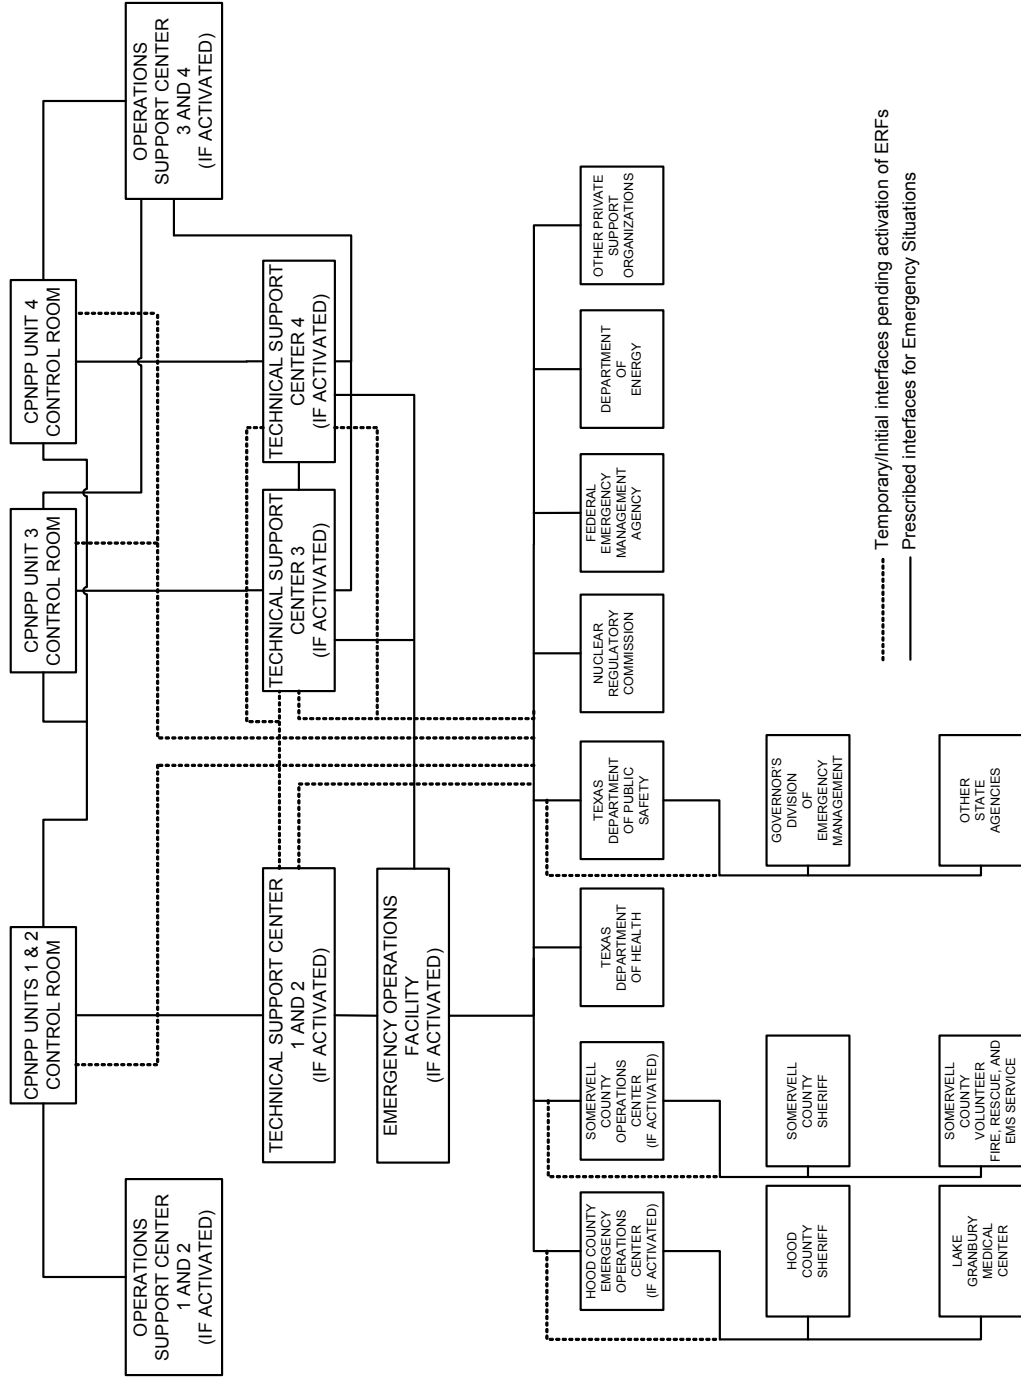 CPNPP UNITS 1 & 2
CONTROL ROOM
CPNPP UNIT 3
CONTROL ROOM
CPNPP UNIT 4
CONTROL ROOM
OPERATIONS
SUPPORT CENTER
1 AND 2
(IF ACTIVATED)
OPERATIONS
SUPPORT CENTER
3 AND 4
(IF ACTIVATED)
TECHNICAL SUPPORT CENTER
1 AND 2
(IF ACTIVATED)
TECHNICAL SUPPORT
CENTER 3
(IF ACTIVATED)
TECHNICAL SUPPORT
CENTER 4
(IF ACTIVATED)
EMERGENCY OPERATIONS
FACILITY
(IF ACTIVATED)
HOOD COUNTY
EMERGENCY
OPERATIONS
CENTER
(IF ACTIVATED)
SOMERVELL
COUNTY
OPERATIONS
CENTER
(IF ACTIVATED)
TEXAS
DEPARTMENT
OF HEALTH
TEXAS
DEPARTMENT
OF PUBLIC
SAFETY
NUCLEAR
REGULATORY
COMMISSION
FEDERAL
EMERGENCY
MANAGEMENT
AGENCY
DEPARTMENT
OF
ENERGY
OTHER PRIVATE
SUPPORT
ORGANIZATIONS
HOOD
COUNTY
SHERIFF
SOMERVELL
COUNTY
SHERIFF
GOVERNOR'S
DIVISION
OF
EMERGENCY
MANAGEMENT
LAKE
GRANBURY
MEDICAL
CENTER
SOMERVELL
COUNTY
VOLUNTEER
FIRE, RESCUE, AND
EMS SERVICE
OTHER
STATE
AGENCIES
Temporary/Initial interfaces pending activation of ERFs
Prescribed interfaces for Emergency Situations